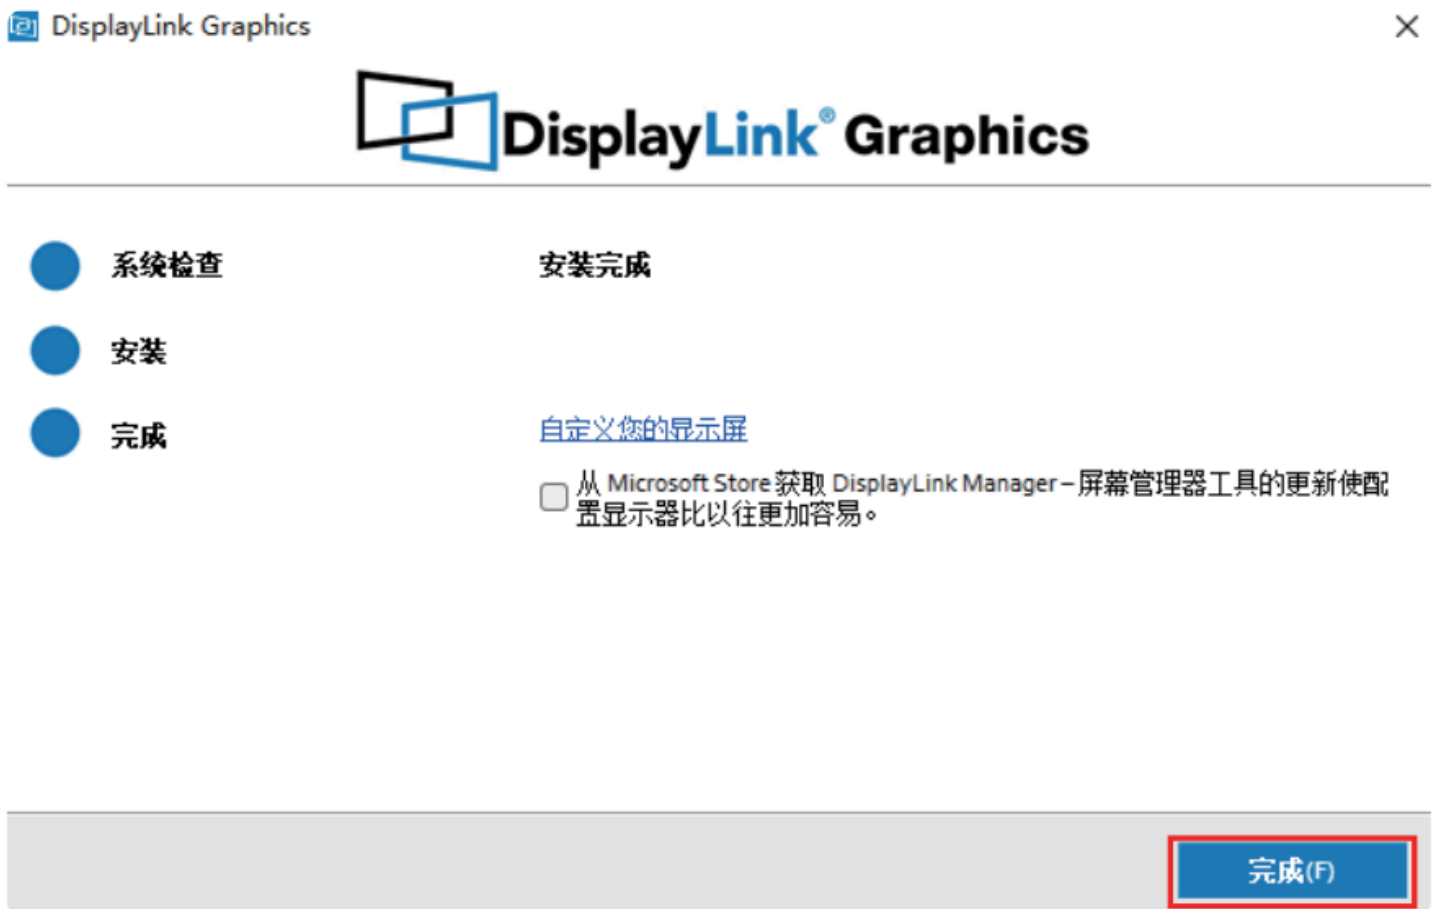 DisplayLink Graphics
DisplayLink® Graphics
系统检查
安装完成
安装
完成
自定义您的显示屏
从 Microsoft Store 获取 DisplayLink Manager – 屏幕管理器工具的更新使配
置显示器比以往更加容易。
完成(F)